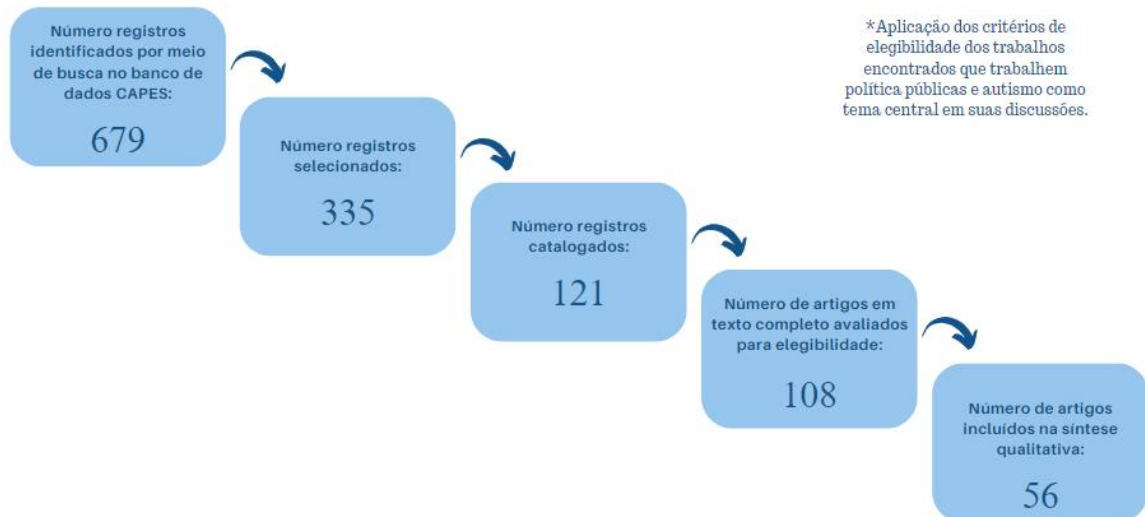 Número registros
identificados por meio
de busca no banco de
dados CAPES:
679
Número registros
selecionados:
335
Número registros
catalogados:
121
Número de artigos em
texto completo avaliados
para elegibilidade:
108
Número de artigos
incluídos na síntese
qualitativa:
56
*Aplicação dos critérios de
elegibilidade dos trabalhos
encontrados que trabalhem
política públicas e autismo como
tema central em suas discussões.